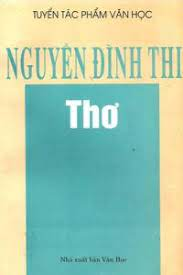 TUYỂN TÁC PHẨM VĂN HỌC
NGUYỄN ĐÌNH THI
Thơ
Nhà xuất bản Văn Học